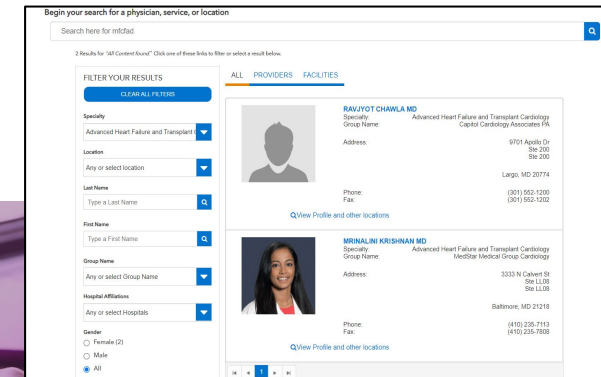 Begin your search for a physician, service, or location
Search here for mfcfad
2 Results for "All Content found." Click one of these links to filter or select a result below.
FILTER YOUR RESULTS
CLEAR ALL FILTERS
Specialty
Advanced Heart Failure and Transplant (
Location
Any or select location
Last Name
Type a Last Name
First Name
Type a First Name
Group Name
Any or select Group Name
Hospital Affiliations
Any or select Hospitals
Gender
Female (2)
Male
All
ALL PROVIDERS FACILITIES
RAVJYOT CHAWLA MD
Specialty: Advanced Heart Failure and Transplant Cardiology
Group Name: Capitol Cardiology Associates PA
Address: 9701 Apollo Dr
Ste 200
Ste 200
Largo, MD 20774
Phone: (301) 552-1200
Fax: (301) 552-1202
View Profile and other locations
MRINALINI KRISHNAN MD
Specialty: Advanced Heart Failure and Transplant Cardiology
Group Name: MedStar Medical Group Cardiology
Address: 3333 N Calvert St
Ste LL08
Ste LL08
Baltimore, MD 21218
Phone: (410) 235-7113
Fax: (410) 235-7808
View Profile and other locations
1